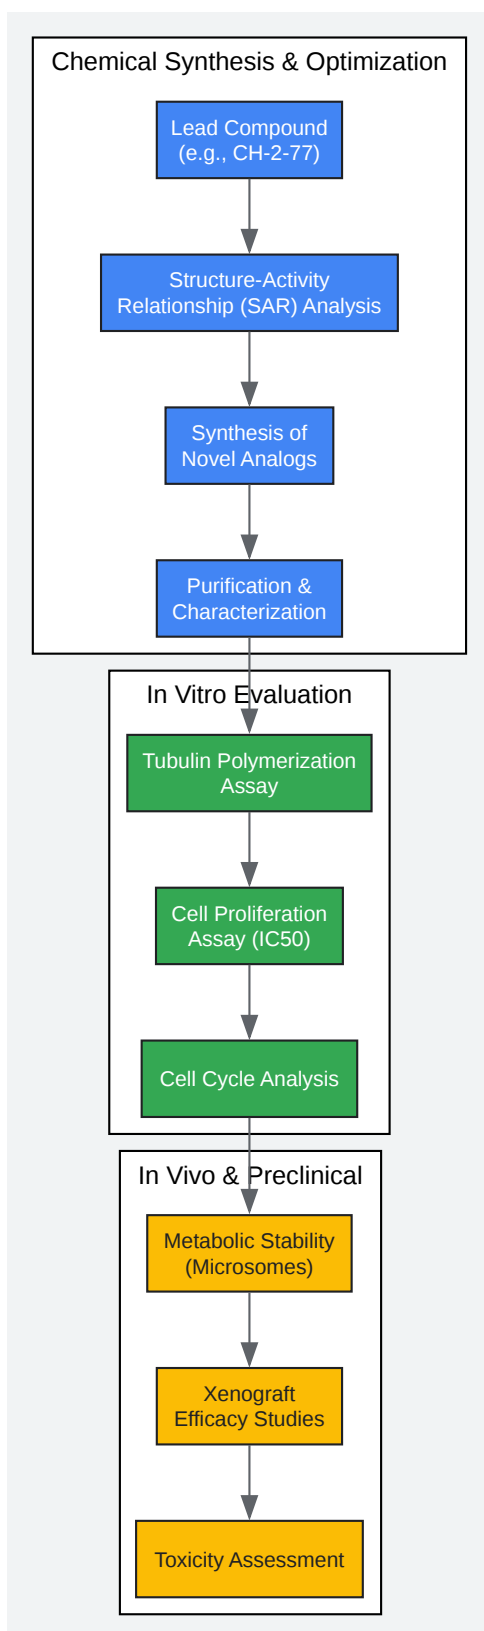 Chemical Synthesis & Optimization
Lead Compound
(e.g., CH-2-77)
Structure-Activity
Relationship (SAR) Analysis
Synthesis of
Novel Analogs
Purification &
Characterization
In Vitro Evaluation
Tubulin Polymerization
Assay
Cell Proliferation
Assay (IC50)
Cell Cycle Analysis
In Vivo & Preclinical
Metabolic Stability
(Microsomes)
Xenograft
Efficacy Studies
Toxicity Assessment